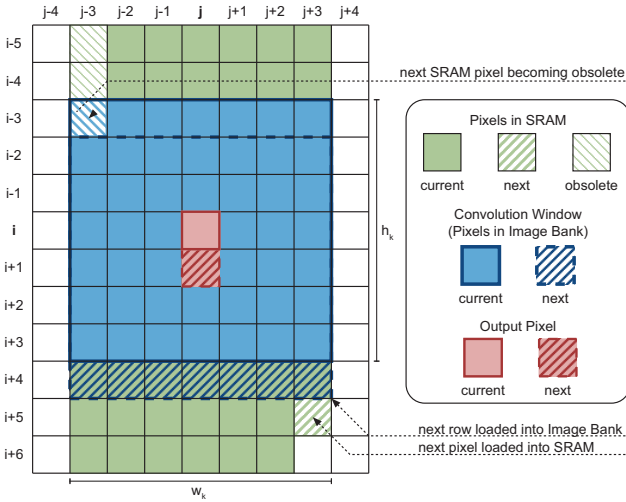 j-4 j-3 j-2 j-1 j j+1 j+2 j+3 j+4
i-5
i-4
next SRAM pixel becoming obsolete
i-3
i-2
i-1
i
i+1
i+2
i+3
i+4
i+5
i+6
h_k
w_k
Pixels in SRAM
current next obsolete
Convolution Window
(Pixels in Image Bank)
current next
Output Pixel
current next
next row loaded into Image Bank
next pixel loaded into SRAM